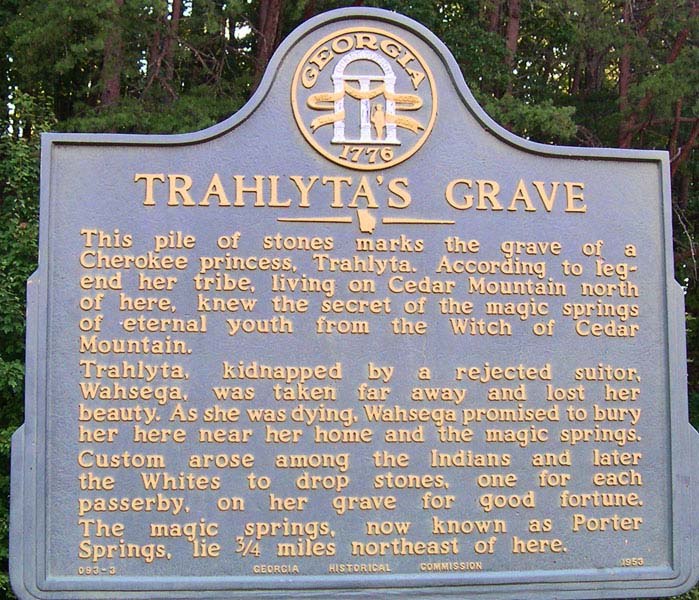 GEORGIA
1776
TRAHLYTA'S GRAVE
This pile of stones marks the grave of a
Cherokee princess, Trahlyta. According to leg-
end her tribe, living on Cedar Mountain north
of here, knew the secret of the magic springs
of eternal youth from the Witch of Cedar
Mountain.
Trahlyta, kidnapped by a rejected suitor,
Wahsega, was taken far away and lost her
beauty. As she was dying, Wahsega promised to bury
her here near her home and the magic springs.
Custom arose among the Indians and later
the Whites to drop stones, one for each
passerby, on her grave for good fortune.
The magic springs, now known as Porter
Springs, lie 3/4 miles northeast of here.
093-3 GEORGIA HISTORICAL COMMISSION 1953